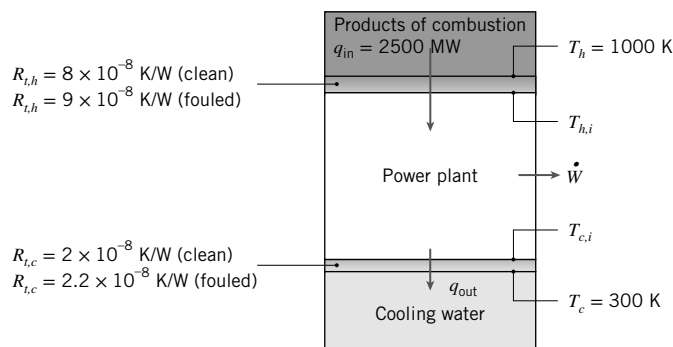 Products of combustion
q_in = 2500 MW
T_h = 1000 K
R_t,h = 8 × 10⁻⁸ K/W (clean)
R_t,h = 9 × 10⁻⁸ K/W (fouled)
T_h,i
Power plant
Ẇ
T_c,i
R_t,c = 2 × 10⁻⁸ K/W (clean)
R_t,c = 2.2 × 10⁻⁸ K/W (fouled)
q_out
T_c = 300 K
Cooling water